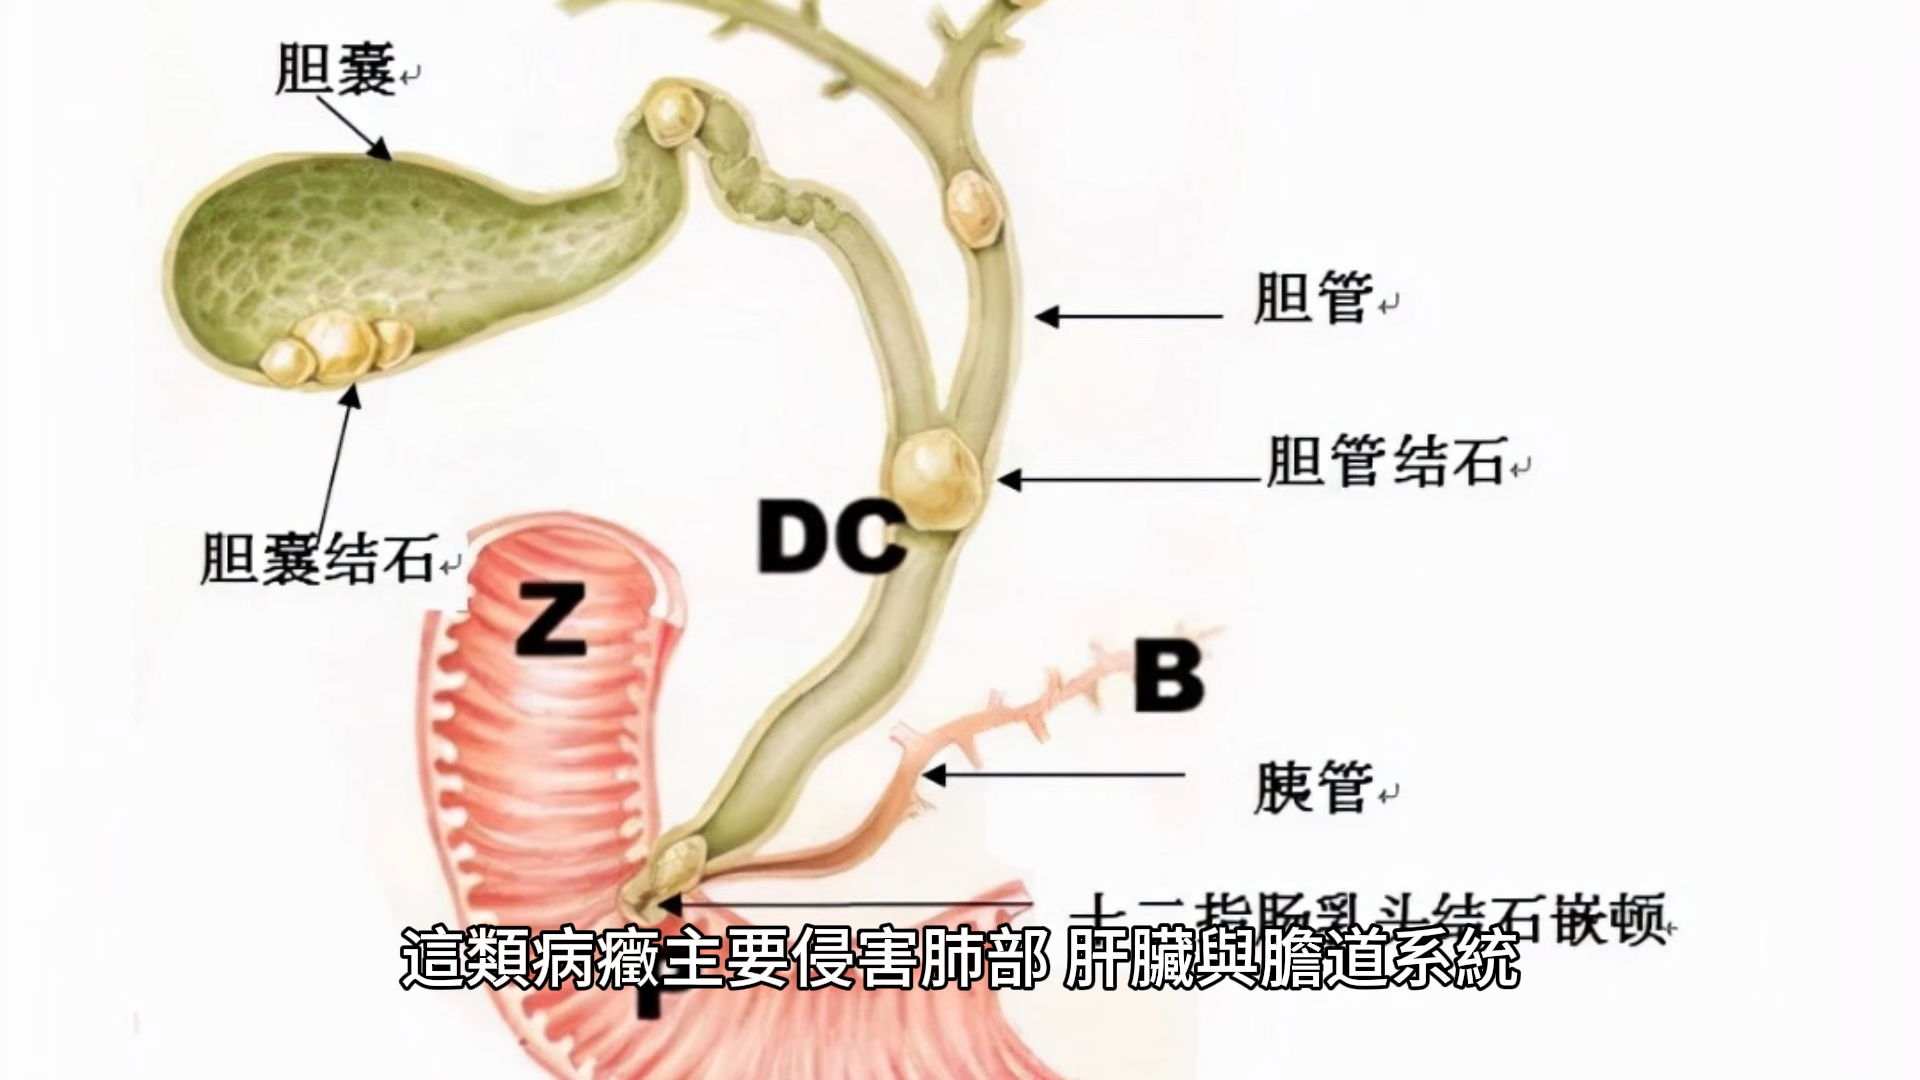 胆囊
胆管
胆管结石
DC
胆囊结石
Z
B
胰管
十二指肠乳头结石嵌顿
這類病癥主要侵害肺部 肝臟與膽道系統